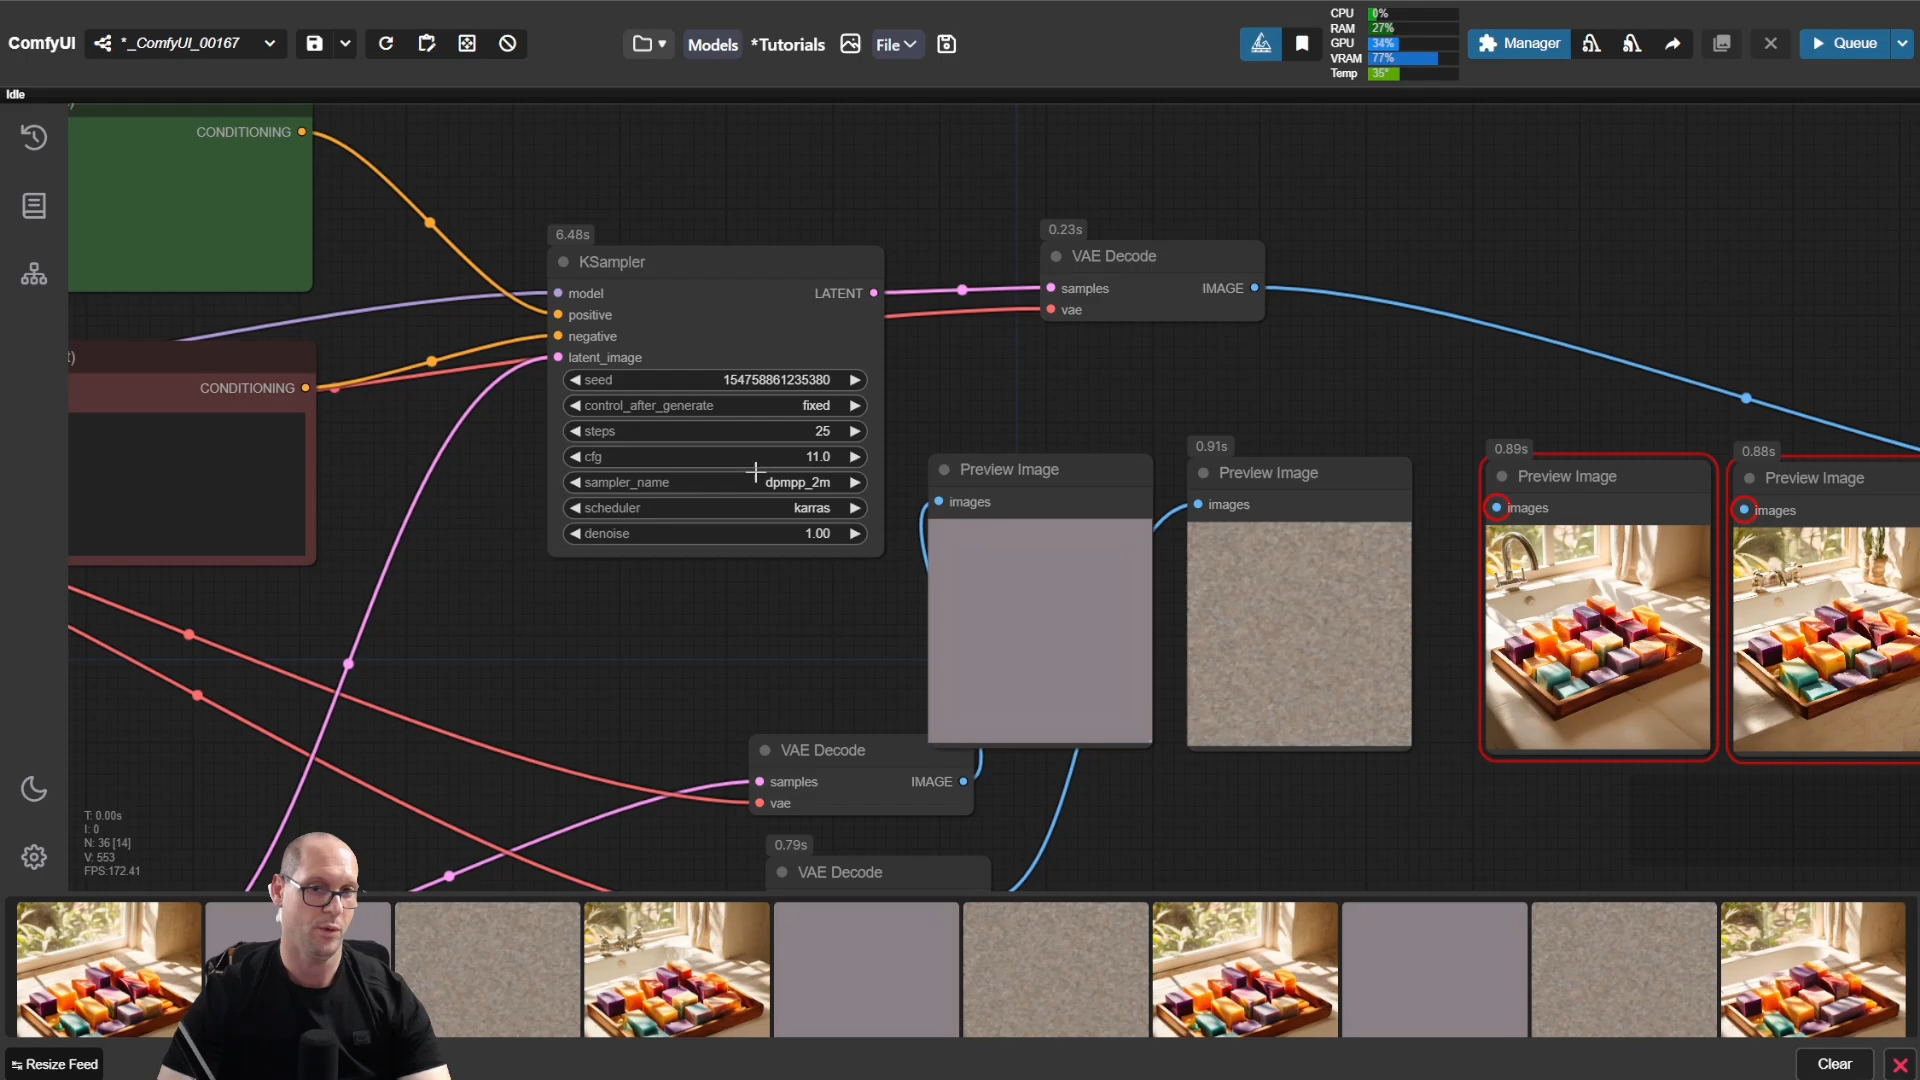 ComfyUI
*_ComfyUI_00167
Models
*Tutorials
File
CPU 0%
RAM 27%
GPU 34%
VRAM 77%
Temp 35°
Manager
Queue
Idle
CONDITIONING
6.48s
KSampler
model
LATENT
positive
negative
latent_image
seed 154758861235380
control_after_generate fixed
steps 25
cfg 11.0
sampler_name dpmpp_2m
scheduler karras
denoise 1.00
0.23s
VAE Decode
samples
IMAGE
vae
t)
CONDITIONING
Preview Image
images
0.91s
Preview Image
images
0.89s
Preview Image
images
0.88s
Preview Image
images
VAE Decode
samples
IMAGE
vae
0.79s
VAE Decode
T: 0.00s
I: 0
N: 36 [14]
V: 553
FPS:172.41
Resize Feed
Clear